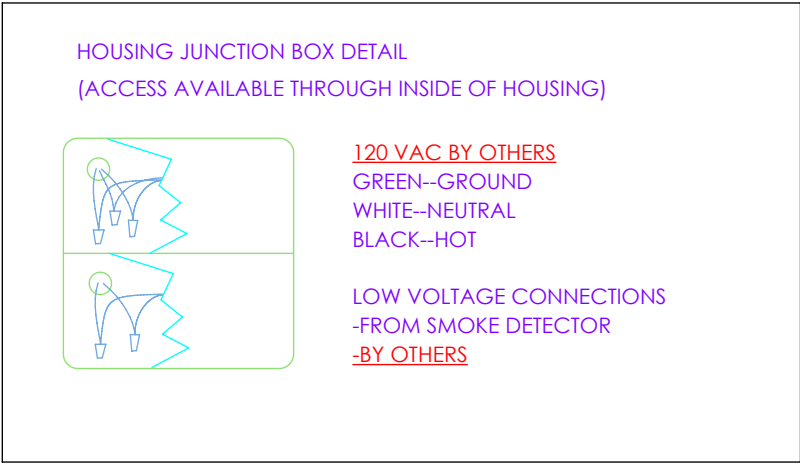 HOUSING JUNCTION BOX DETAIL
(ACCESS AVAILABLE THROUGH INSIDE OF HOUSING)
120 VAC BY OTHERS
GREEN--GROUND
WHITE--NEUTRAL
BLACK--HOT
LOW VOLTAGE CONNECTIONS
-FROM SMOKE DETECTOR
-BY OTHERS